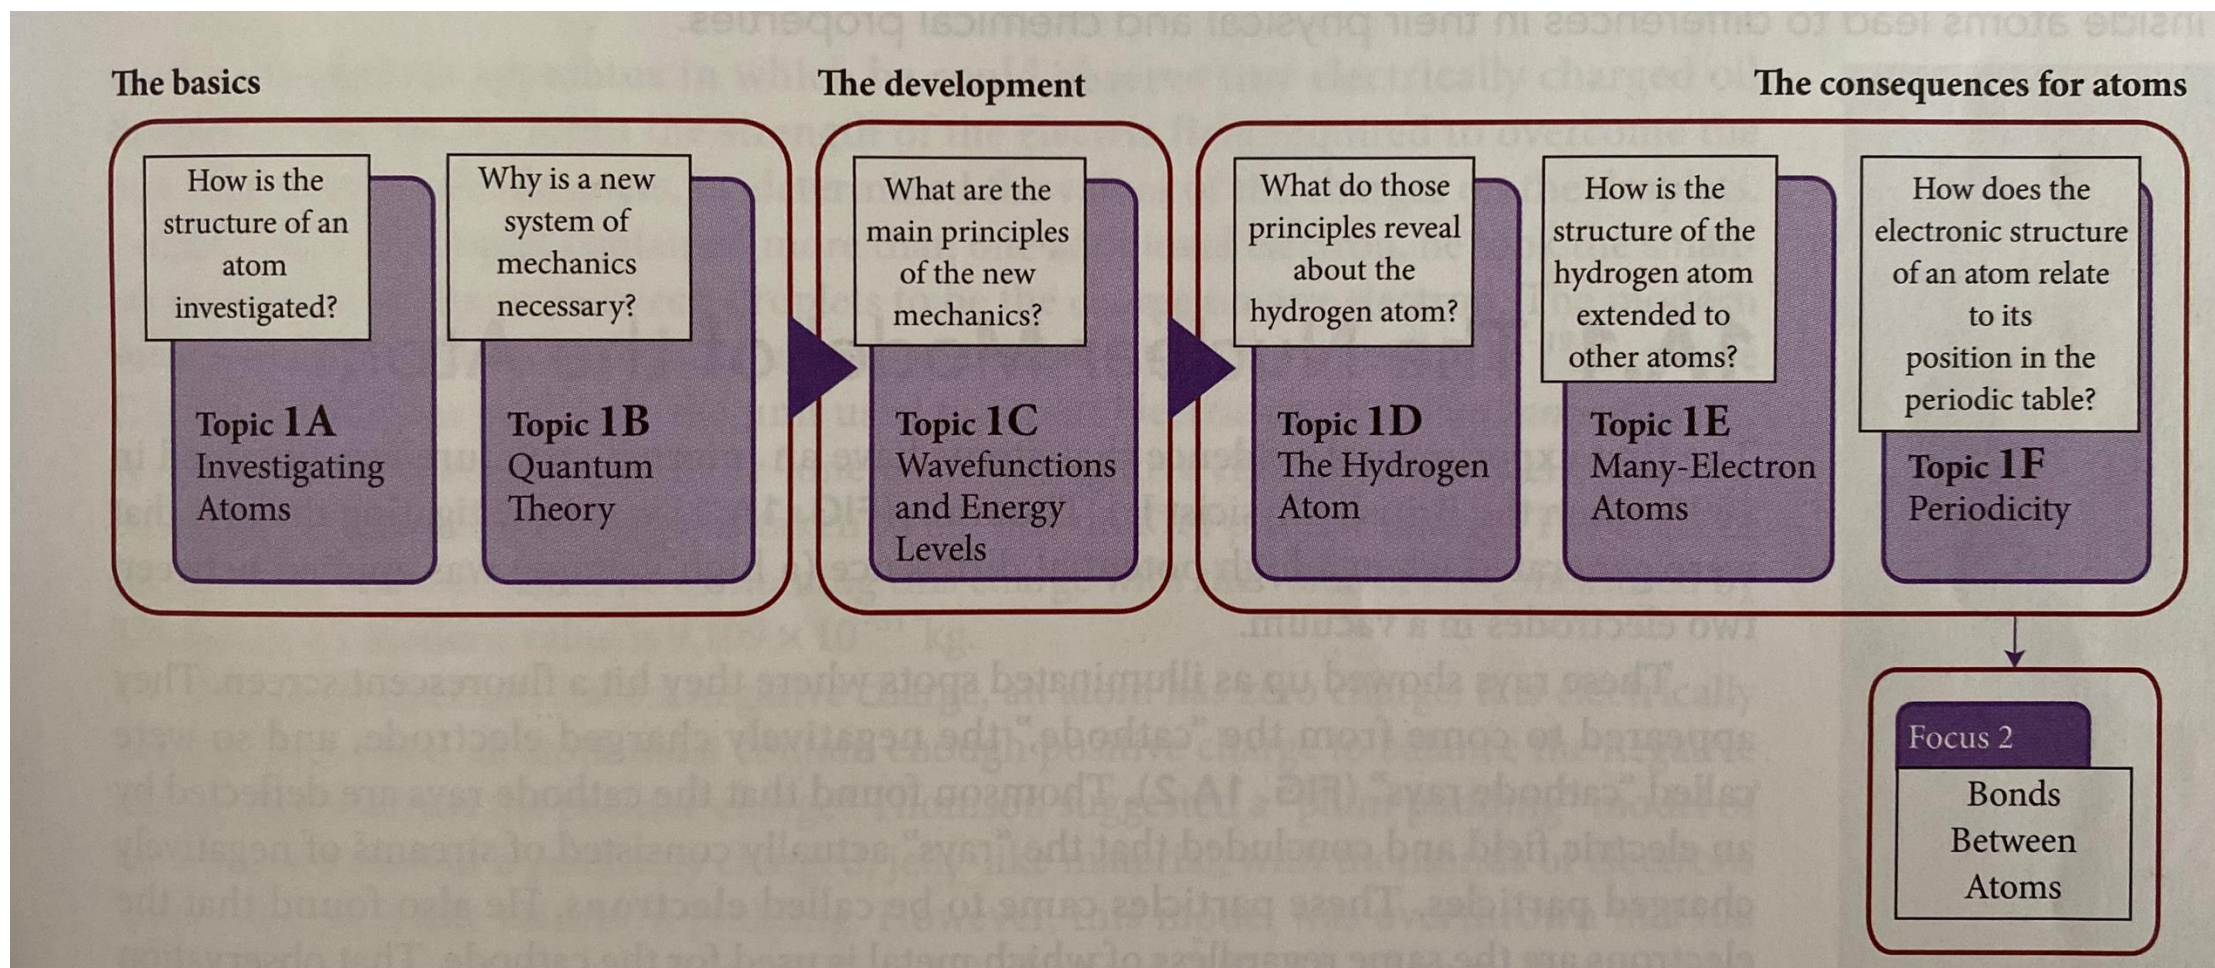 The basics
The development
The consequences for atoms
How is the
structure of an
atom
investigated?
Topic 1A
Investigating
Atoms
Why is a new
system of
mechanics
necessary?
Topic 1B
Quantum
Theory
What are the
main principles
of the new
mechanics?
Topic 1C
Wavefunctions
and Energy
Levels
What do those
principles reveal
about the
hydrogen atom?
Topic 1D
The Hydrogen
Atom
How is the
structure of the
hydrogen atom
extended to
other atoms?
Topic 1E
Many-Electron
Atoms
How does the
electronic structure
of an atom relate
to its
position in the
periodic table?
Topic 1F
Periodicity
Focus 2
Bonds
Between
Atoms